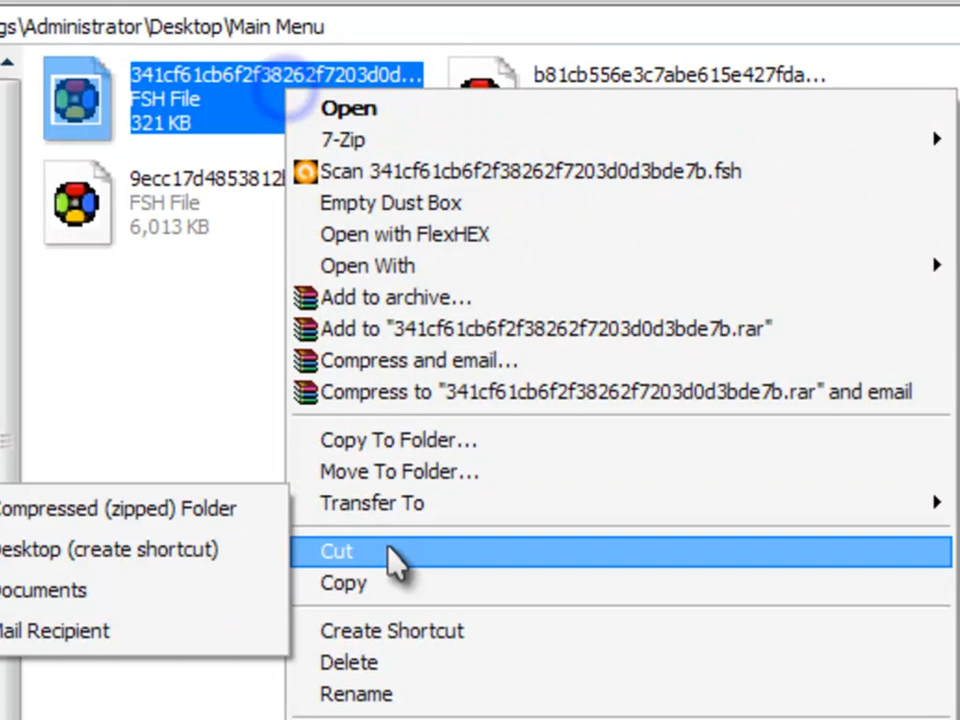 gs\Administrator\Desktop\Main Menu
341cf61cb6f2f38262f7203d0d...
FSH File
321 KB
b81cb556e3c7abe615e427fda...
9ecc17d4853812
FSH File
6,013 KB
Open
7-Zip
Scan 341cf61cb6f2f38262f7203d0d3bde7b.fsh
Empty Dust Box
Open with FlexHEX
Open With
Add to archive...
Add to "341cf61cb6f2f38262f7203d0d3bde7b.rar"
Compress and email...
Compress to "341cf61cb6f2f38262f7203d0d3bde7b.rar" and email
Copy To Folder...
Move To Folder...
Transfer To
Cut
Copy
Create Shortcut
Delete
Rename
Compressed (zipped) Folder
Desktop (create shortcut)
Documents
Mail Recipient